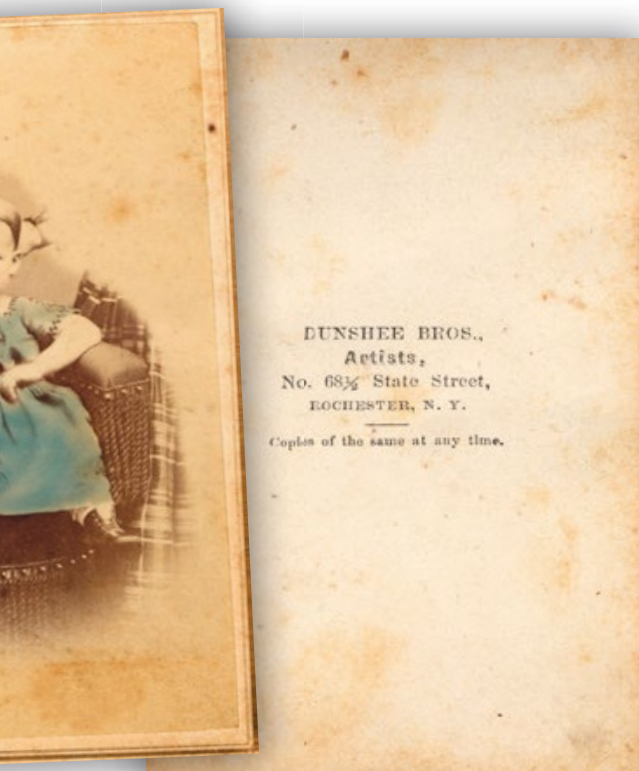 DUNSHEE BROS.,
Artists,
No. 68½ State Street,
ROCHESTER, N. Y.
Copies of the same at any time.